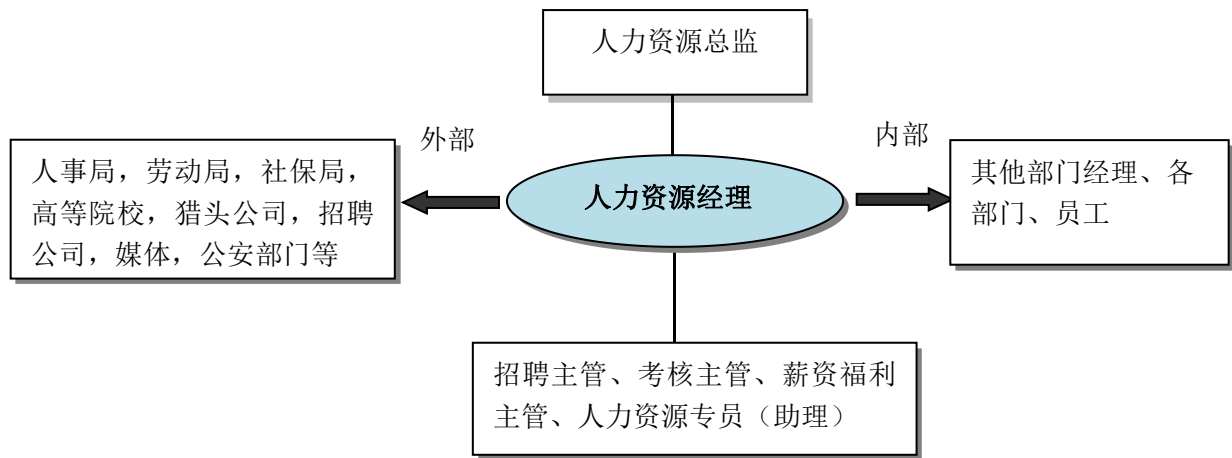 人力资源总监
外部
内部
人事局，劳动局，社保局，
高等院校，猎头公司，招聘
公司，媒体，公安部门等
人力资源经理
其他部门经理、各
部门、员工
招聘主管、考核主管、薪资福利
主管、人力资源专员（助理）